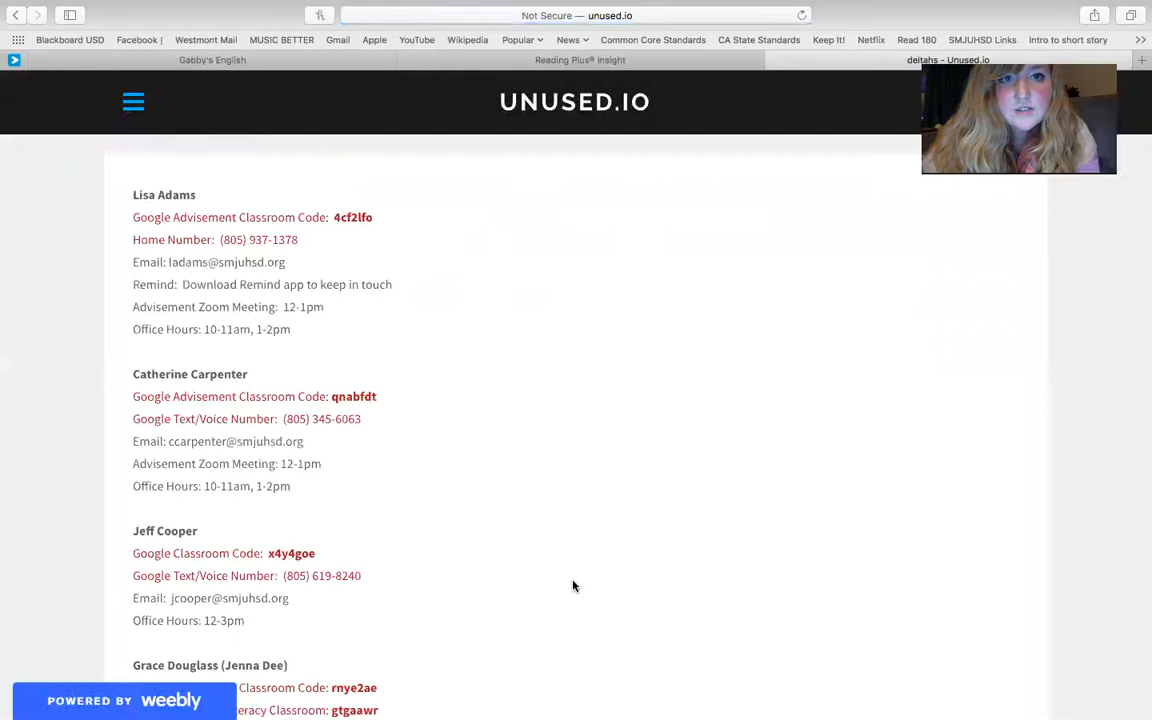 Not Secure — unused.io
Blackboard USD Facebook | Westmont Mail MUSIC BETTER Gmail Apple YouTube Wikipedia Popular News Common Core Standards CA State Standards Keep It! Netflix Read 180 SMJUHSD Links Intro to short story >>
Gabby's English Reading Plus® insight deltahs - Unused.io +
UNUSED.IO
Lisa Adams
Google Advisement Classroom Code: 4cf2lfo
Home Number: (805) 937-1378
Email: ladams@smjuhsd.org
Remind: Download Remind app to keep in touch
Advisement Zoom Meeting: 12-1pm
Office Hours: 10-11am, 1-2pm
Catherine Carpenter
Google Advisement Classroom Code: qnabfdt
Google Text/Voice Number: (805) 345-6063
Email: ccarpenter@smjuhsd.org
Advisement Zoom Meeting: 12-1pm
Office Hours: 10-11am, 1-2pm
Jeff Cooper
Google Classroom Code: x4y4goe
Google Text/Voice Number: (805) 619-8240
Email: jcooper@smjuhsd.org
Office Hours: 12-3pm
Grace Douglass (Jenna Dee)
Classroom Code: rnye2ae
eracy Classroom: gtgaawr
POWERED BY weebly